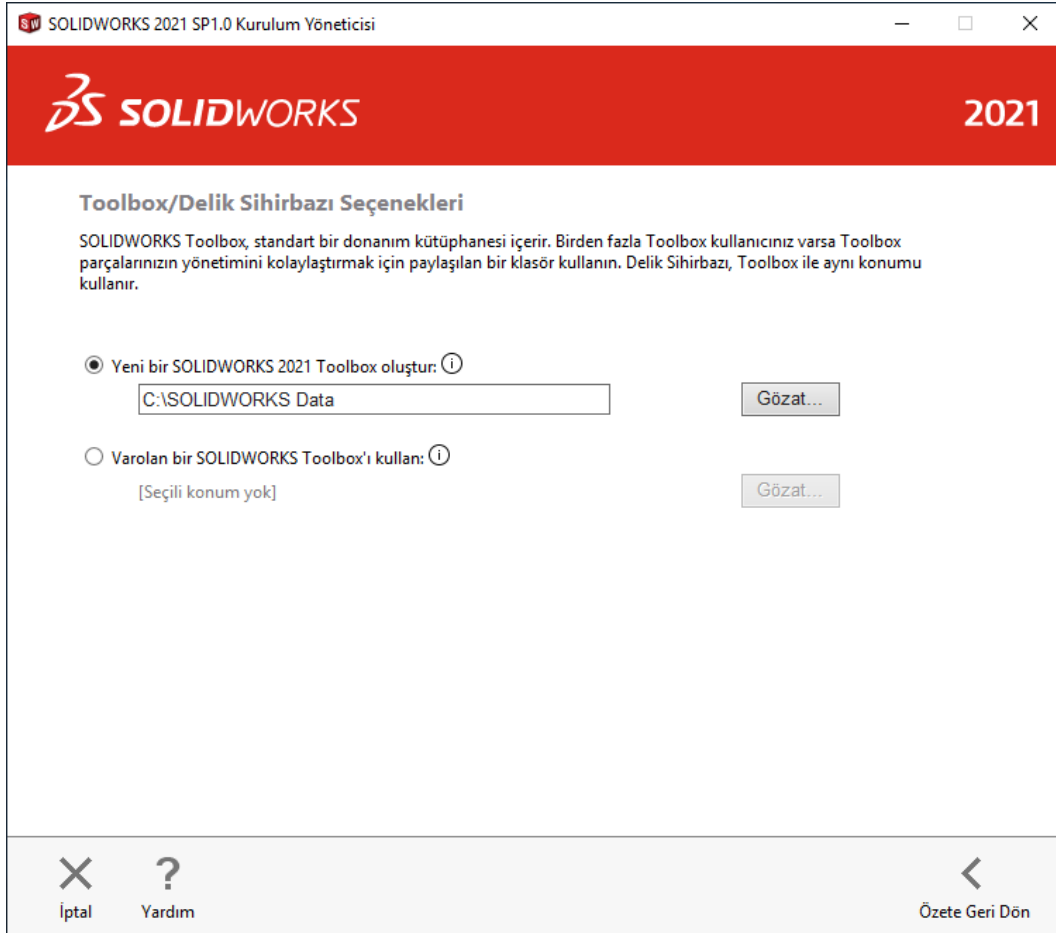 SOLIDWORKS 2021 SP1.0 Kurulum Yöneticisi
SOLIDWORKS
2021
Toolbox/Delik Sihirbazı Seçenekleri
SOLIDWORKS Toolbox, standart bir donanım kütüphanesi içerir. Birden fazla Toolbox kullanıcınız varsa Toolbox
parçalarınızın yönetimini kolaylaştırmak için paylaşılan bir klasör kullanın. Delik Sihirbazı, Toolbox ile aynı konumu
kullanır.
Yeni bir SOLIDWORKS 2021 Toolbox oluştur:
C:\SOLIDWORKS Data
Gözat...
Varolan bir SOLIDWORKS Toolbox'ı kullan:
[Seçili konum yok]
Gözat...
İptal
Yardım
Özete Geri Dön